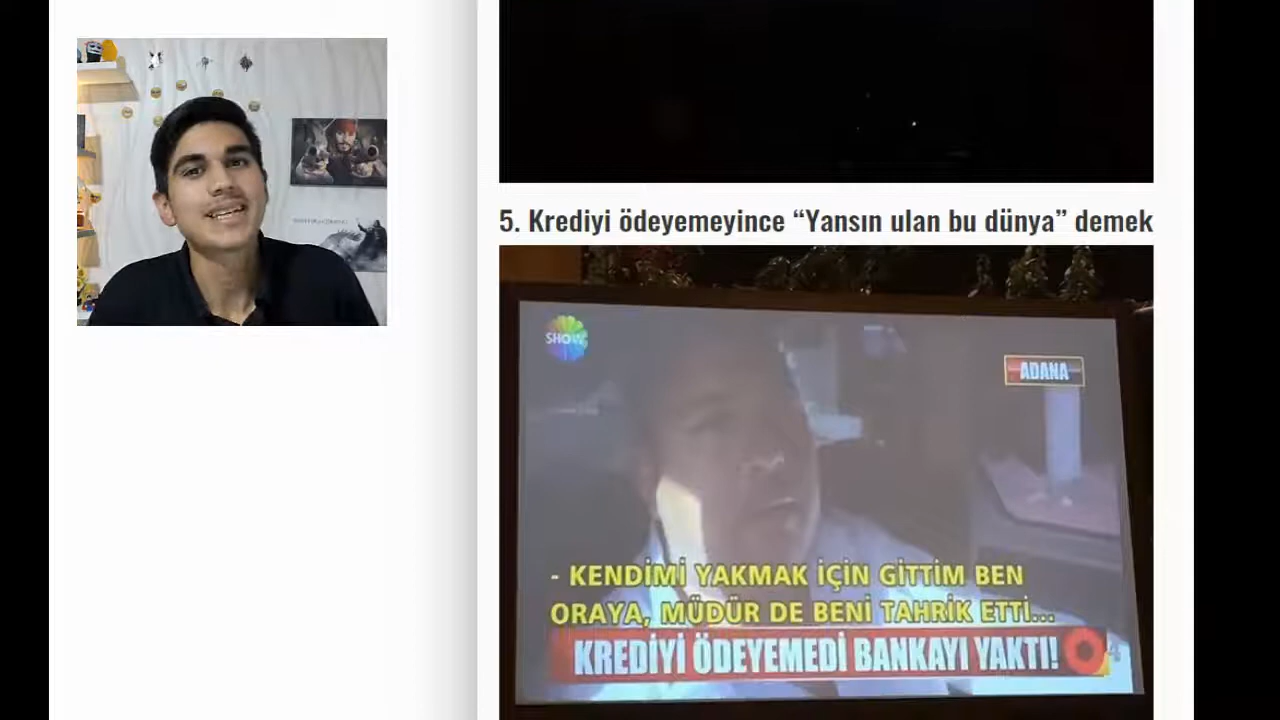 5. Krediyi ödeyemeyince “Yansın ulan bu dünya” demek
SHOW
ADANA
- KENDİMİ YAKMAK İÇİN GİTTİM BEN
ORAYA, MÜDÜR DE BENİ TAHRİK ETTİ...
KREDİYİ ÖDEYEMEDİ BANKAYI YAKTI!